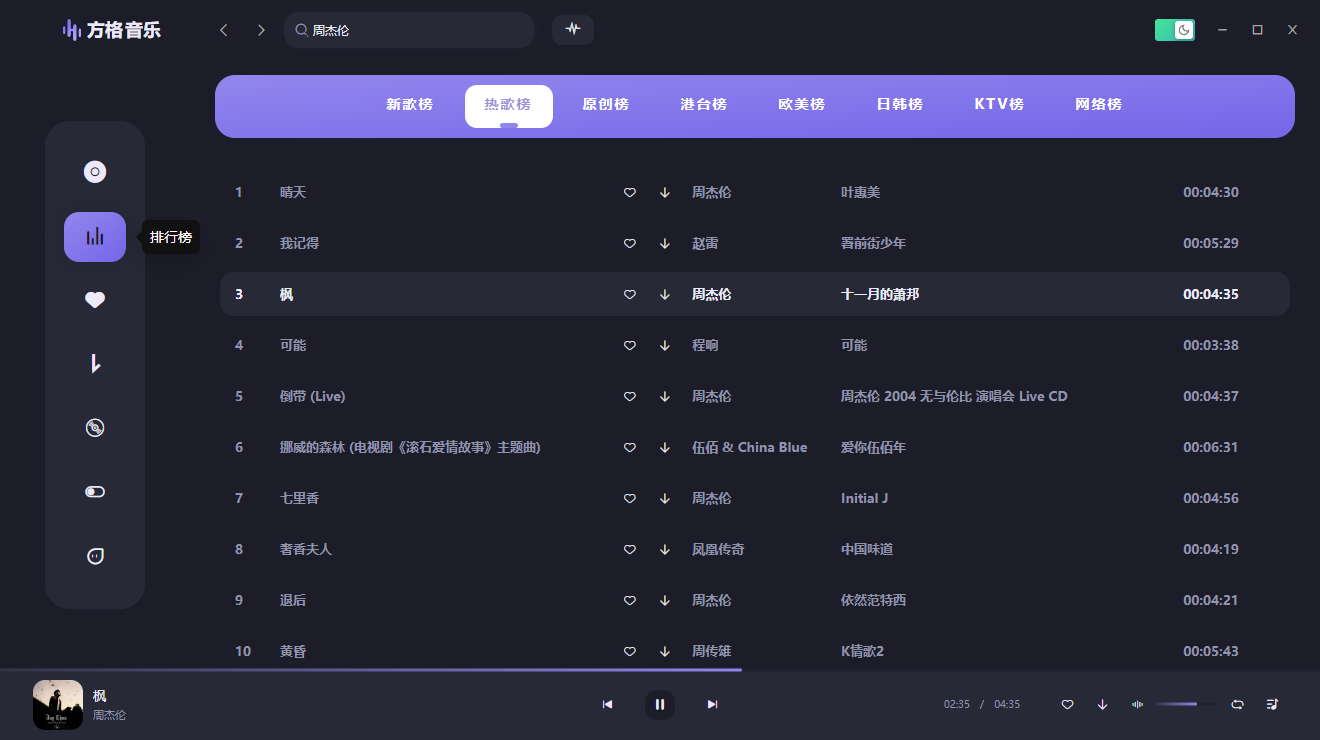 方格音乐
周杰伦
新歌榜 热歌榜 原创榜 港台榜 欧美榜 日韩榜 KTV榜 网络榜
排行榜
1 晴天 周杰伦 叶惠美 00:04:30
2 我记得 赵雷 署前街少年 00:05:29
3 枫 周杰伦 十一月的萧邦 00:04:35
4 可能 程响 可能 00:03:38
5 倒带 (Live) 周杰伦 周杰伦 2004 无与伦比 演唱会 Live CD 00:04:37
6 挪威的森林 (电视剧《滚石爱情故事》主题曲) 伍佰 & China Blue 爱你伍佰年 00:06:31
7 七里香 周杰伦 Initial J 00:04:56
8 奢香夫人 凤凰传奇 中国味道 00:04:19
9 退后 周杰伦 依然范特西 00:04:21
10 黄昏 周传雄 K情歌2 00:05:43
枫
周杰伦
02:35 / 04:35